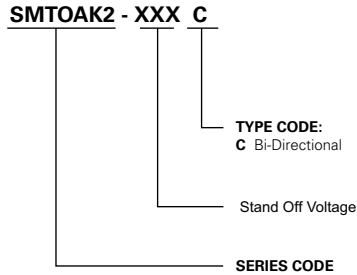 SMTOAK2 - XXX C
TYPE CODE:
C Bi-Directional
Stand Off Voltage
SERIES CODE